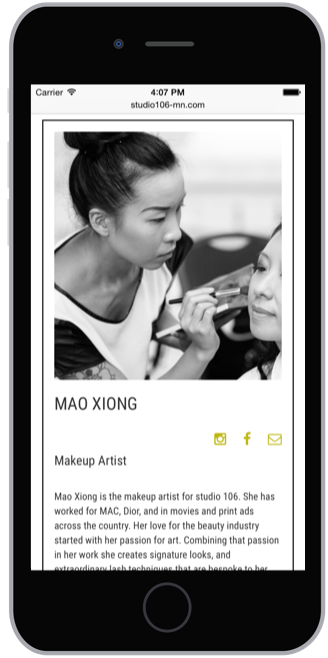 Carrier 4:07 PM
studio106-mn.com
MAO XIONG
Makeup Artist
Mao Xiong is the makeup artist for studio 106. She has
worked for MAC, Dior, and in movies and print ads
across the country. Her love for the beauty industry
started with her passion for art. Combining that passion
in her work she creates signature looks, and
extraordinary lash techniques that are bespoke to her